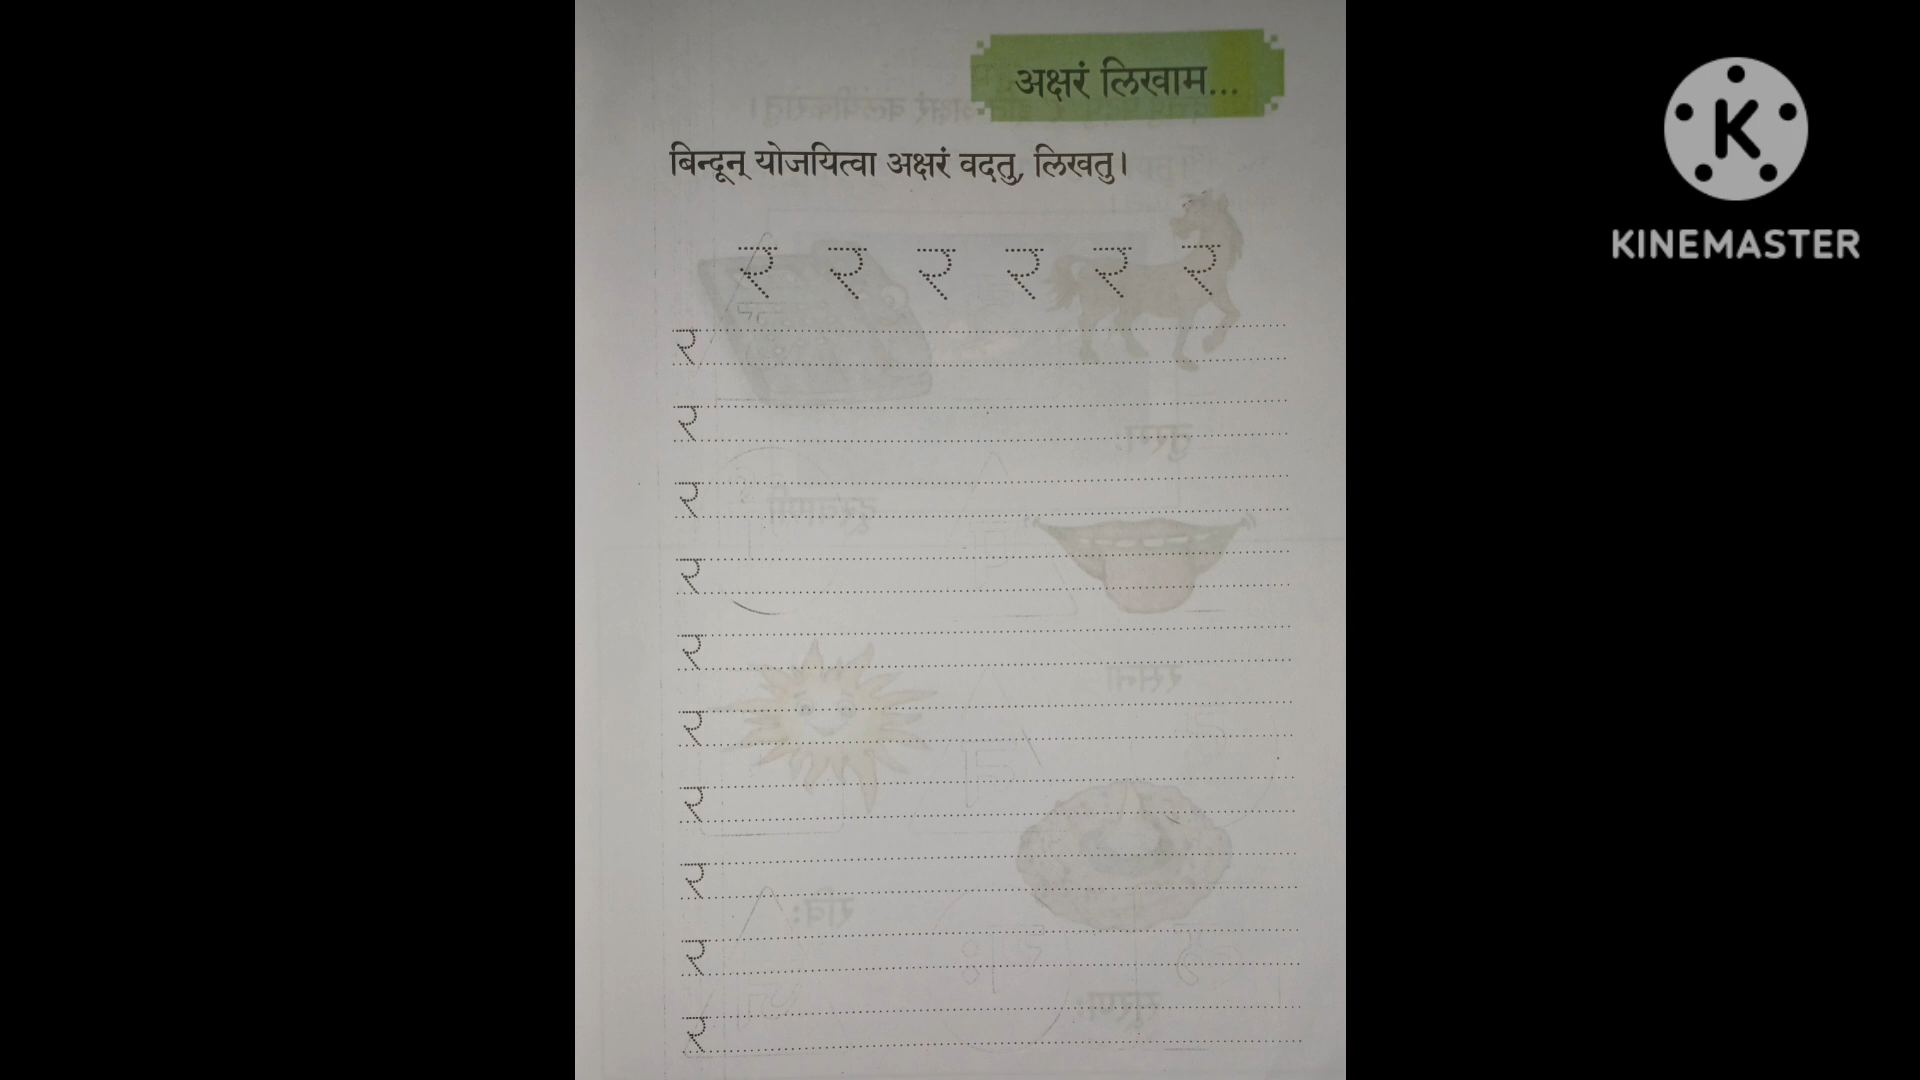 अक्षरं लिखाम...
बिन्दून् योजयित्वा अक्षरं वदतु, लिखतु।
र र र र र र
र
र
र
र
र
र
र
र
र
र
K
KINEMASTER